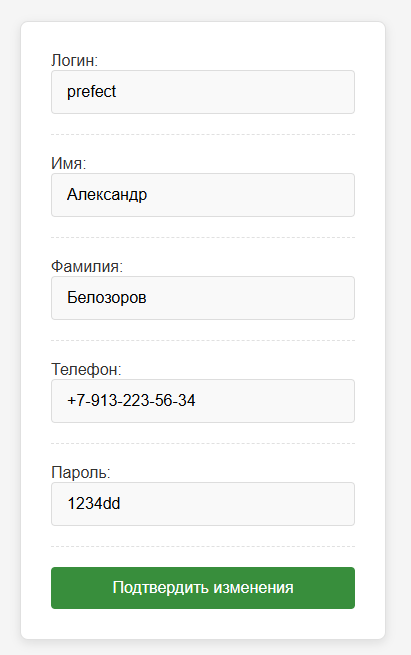 Логин:
prefect
Имя:
Александр
Фамилия:
Белозоров
Телефон:
+7-913-223-56-34
Пароль:
1234dd
Подтвердить изменения